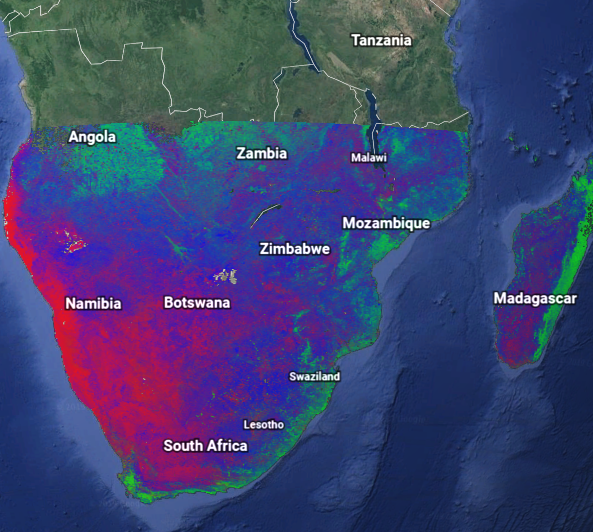 Tanzania
Angola
Zambia
Malawi
Mozambique
Zimbabwe
Namibia
Botswana
Madagascar
Swaziland
Lesotho
South Africa